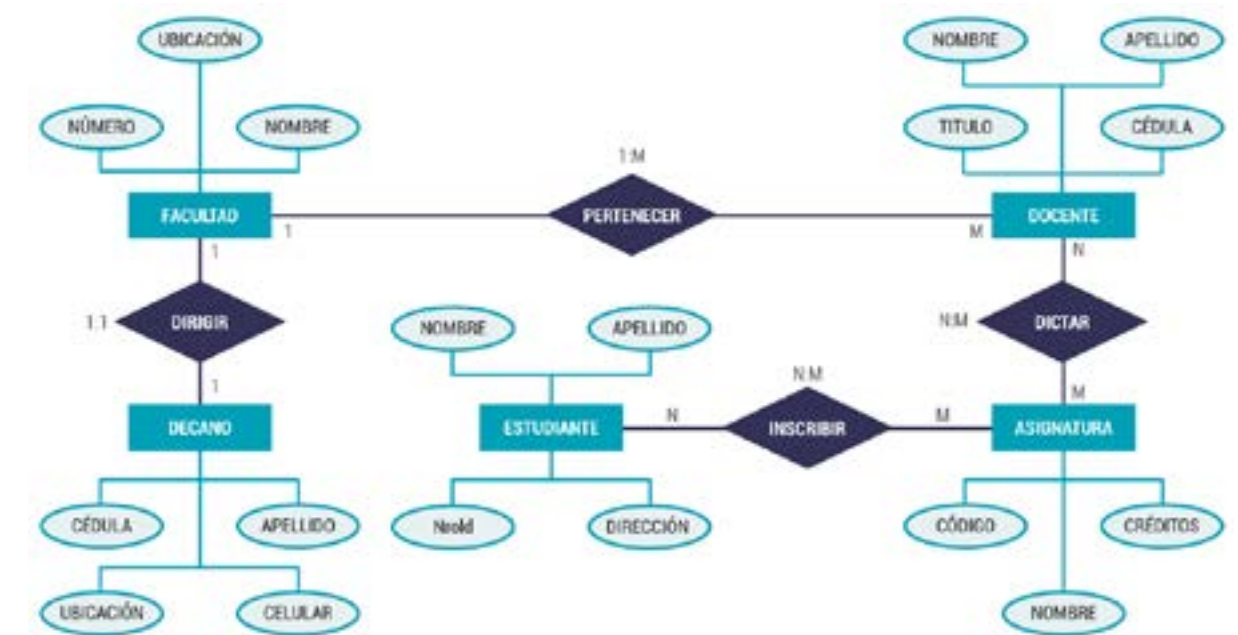 UBICACIÓN
NOMBRE APELLIDO
NÚMERO NOMBRE
TITULO CÉDULA
1:M
FACULTAD PERTENECER DOCENTE
1 M
1 N
1:1 DIRIGIR
NOMBRE APELLIDO
N:M DICTAR
N:M
1 M
DECANO ESTUDIANTE N INSCRIBIR M ASIGNATURA
CÉDULA APELLIDO
NroId DIRECCIÓN
CÓDIGO CRÉDITOS
UBICACIÓN CELULAR
NOMBRE